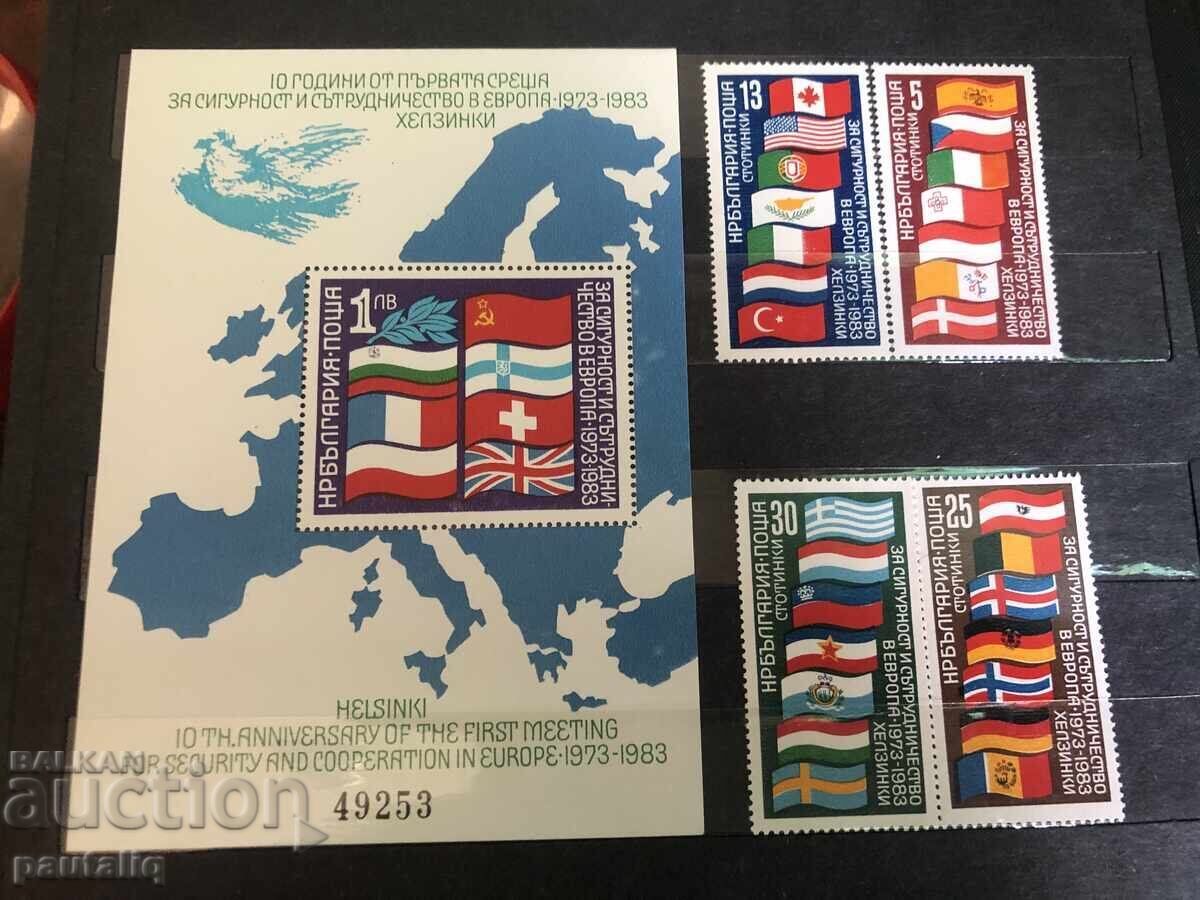 10 ГОДИНИ ОТ ПЪРВАТА СРЕЩА
ЗА СИГУРНОСТ И СЪТРУДНИЧЕСТВО В ЕВРОПА·1973-1983
ХЕЛЗИНКИ
1 ЛВ
НРБЪЛГАРИЯ·ПОЩА
ЗА СИГУРНОСТ И СЪТРУДНИ-
ЧЕСТВО В ЕВРОПА·1973·1983
HELSINKI
10 TH. ANNIVERSARY OF THE FIRST MEETING
FOR SECURITY AND COOPERATION IN EUROPE·1973-1983
49253
13
СТОТИНКИ
НРБЪЛГАРИЯ·ПОЩА
ЗА СИГУРНОСТ И СЪТРУДНИЧЕСТВО
В ЕВРОПА·1973·1983
ХЕЛЗИНКИ
5
СТОТИНКИ
НРБЪЛГАРИЯ·ПОЩА
ЗА СИГУРНОСТ И СЪТРУДНИЧЕСТВО
В ЕВРОПА·1973·1983
ХЕЛЗИНКИ
30
СТОТИНКИ
НРБЪЛГАРИЯ·ПОЩА
ЗА СИГУРНОСТ И СЪТРУДНИЧЕСТВО
В ЕВРОПА·1973·1983
ХЕЛЗИНКИ
25
СТОТИНКИ
НРБЪЛГАРИЯ·ПОЩА
ЗА СИГУРНОСТ И СЪТРУДНИЧЕСТВО
В ЕВРОПА·1973·1983
ХЕЛЗИНКИ
BALKAN
auction
pautaliq